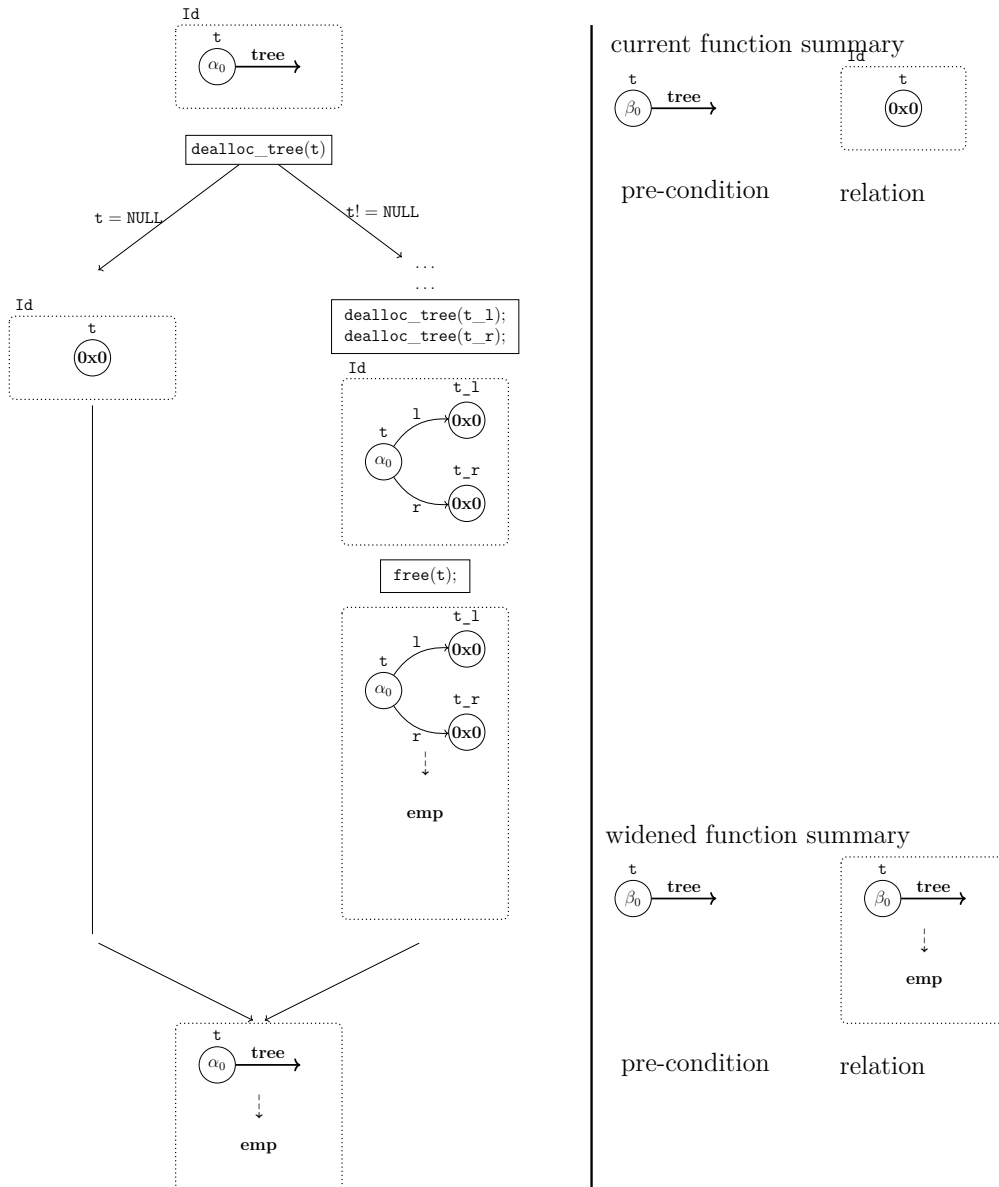 Id
t
α₀ tree
dealloc_tree(t)
t = NULL
t! = NULL
...
...
dealloc_tree(t_l);
dealloc_tree(t_r);
Id
t
0x0
Id
t_l
l
0x0
t
α₀
t_r
0x0
r
free(t);
t_l
l
0x0
t
α₀
t_r
0x0
r
emp
t
α₀ tree
emp
current function summary
t
β₀ tree
Id
t
0x0
pre-condition
relation
widened function summary
t
β₀ tree
t
β₀ tree
emp
pre-condition
relation